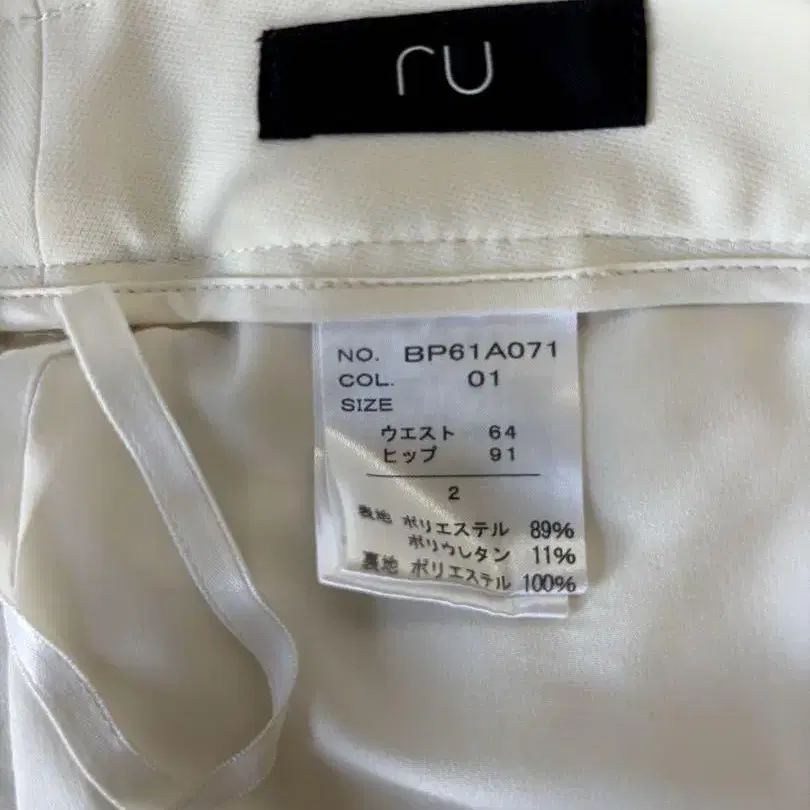 ru
NO. BP61A071
COL. 01
SIZE
ウエスト 64
ヒップ 91
2
表地 ポリエステル 89%
ポリウレタン 11%
裏地 ポリエステル 100%